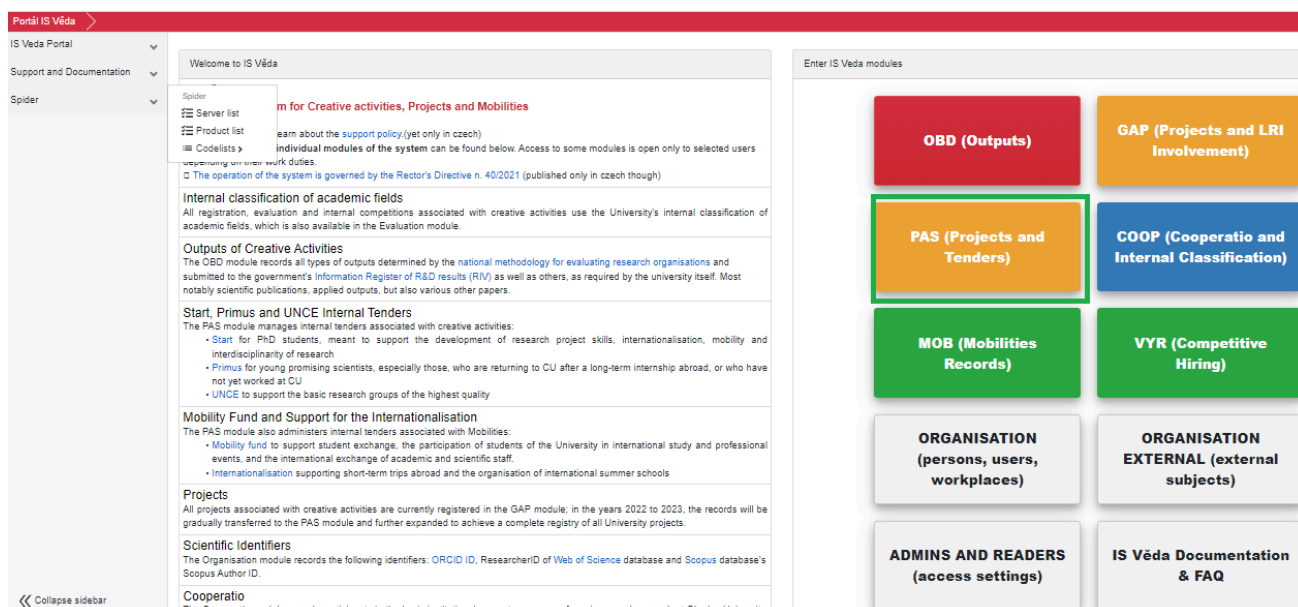 Portál IS Věda
IS Veda Portal
Support and Documentation
Spider
Spider
Server list
Product list
Codelists
Collapse sidebar
Welcome to IS Věda
m for Creative activities, Projects and Mobilities
earn about the support policy.(yet only in czech)
individual modules of the system can be found below. Access to some modules is open only to selected users
depending on their work duties.
The operation of the system is governed by the Rector's Directive n. 40/2021 (published only in czech though)
Internal classification of academic fields
All registration, evaluation and internal competitions associated with creative activities use the University's internal classification of
academic fields, which is also available in the Evaluation module.
Outputs of Creative Activities
The OBD module records all types of outputs determined by the national methodology for evaluating research organisations and
submitted to the government's Information Register of R&D results (RIV) as well as others, as required by the university itself. Most
notably scientific publications, applied outputs, but also various other papers.
Start, Primus and UNCE Internal Tenders
The PAS module manages internal tenders associated with creative activities:
• Start for PhD students, meant to support the development of research project skills, internationalisation, mobility and
interdisciplinarity of research
• Primus for young promising scientists, especially those, who are returning to CU after a long-term internship abroad, or who have
not yet worked at CU
• UNCE to support the basic research groups of the highest quality
Mobility Fund and Support for the Internationalisation
The PAS module also administers internal tenders associated with Mobilities:
• Mobility fund to support student exchange, the participation of students of the University in international study and professional
events, and the international exchange of academic and scientific staff.
• Internationalisation supporting short-term trips abroad and the organisation of international summer schools
Projects
All projects associated with creative activities are currently registered in the GAP module; in the years 2022 to 2023, the records will be
gradually transferred to the PAS module and further expanded to achieve a complete registry of all University projects.
Scientific Identifiers
The Organisation module records the following identifiers: ORCID ID, ResearcherID of Web of Science database and Scopus database's
Scopus Author ID.
Cooperatio
Enter IS Veda modules
OBD (Outputs)
GAP (Projects and LRI
Involvement)
PAS (Projects and
Tenders)
COOP (Cooperatio and
Internal Classification)
MOB (Mobilities
Records)
VYR (Competitive
Hiring)
ORGANISATION
(persons, users,
workplaces)
ORGANISATION
EXTERNAL (external
subjects)
ADMINS AND READERS
(access settings)
IS Věda Documentation
& FAQ